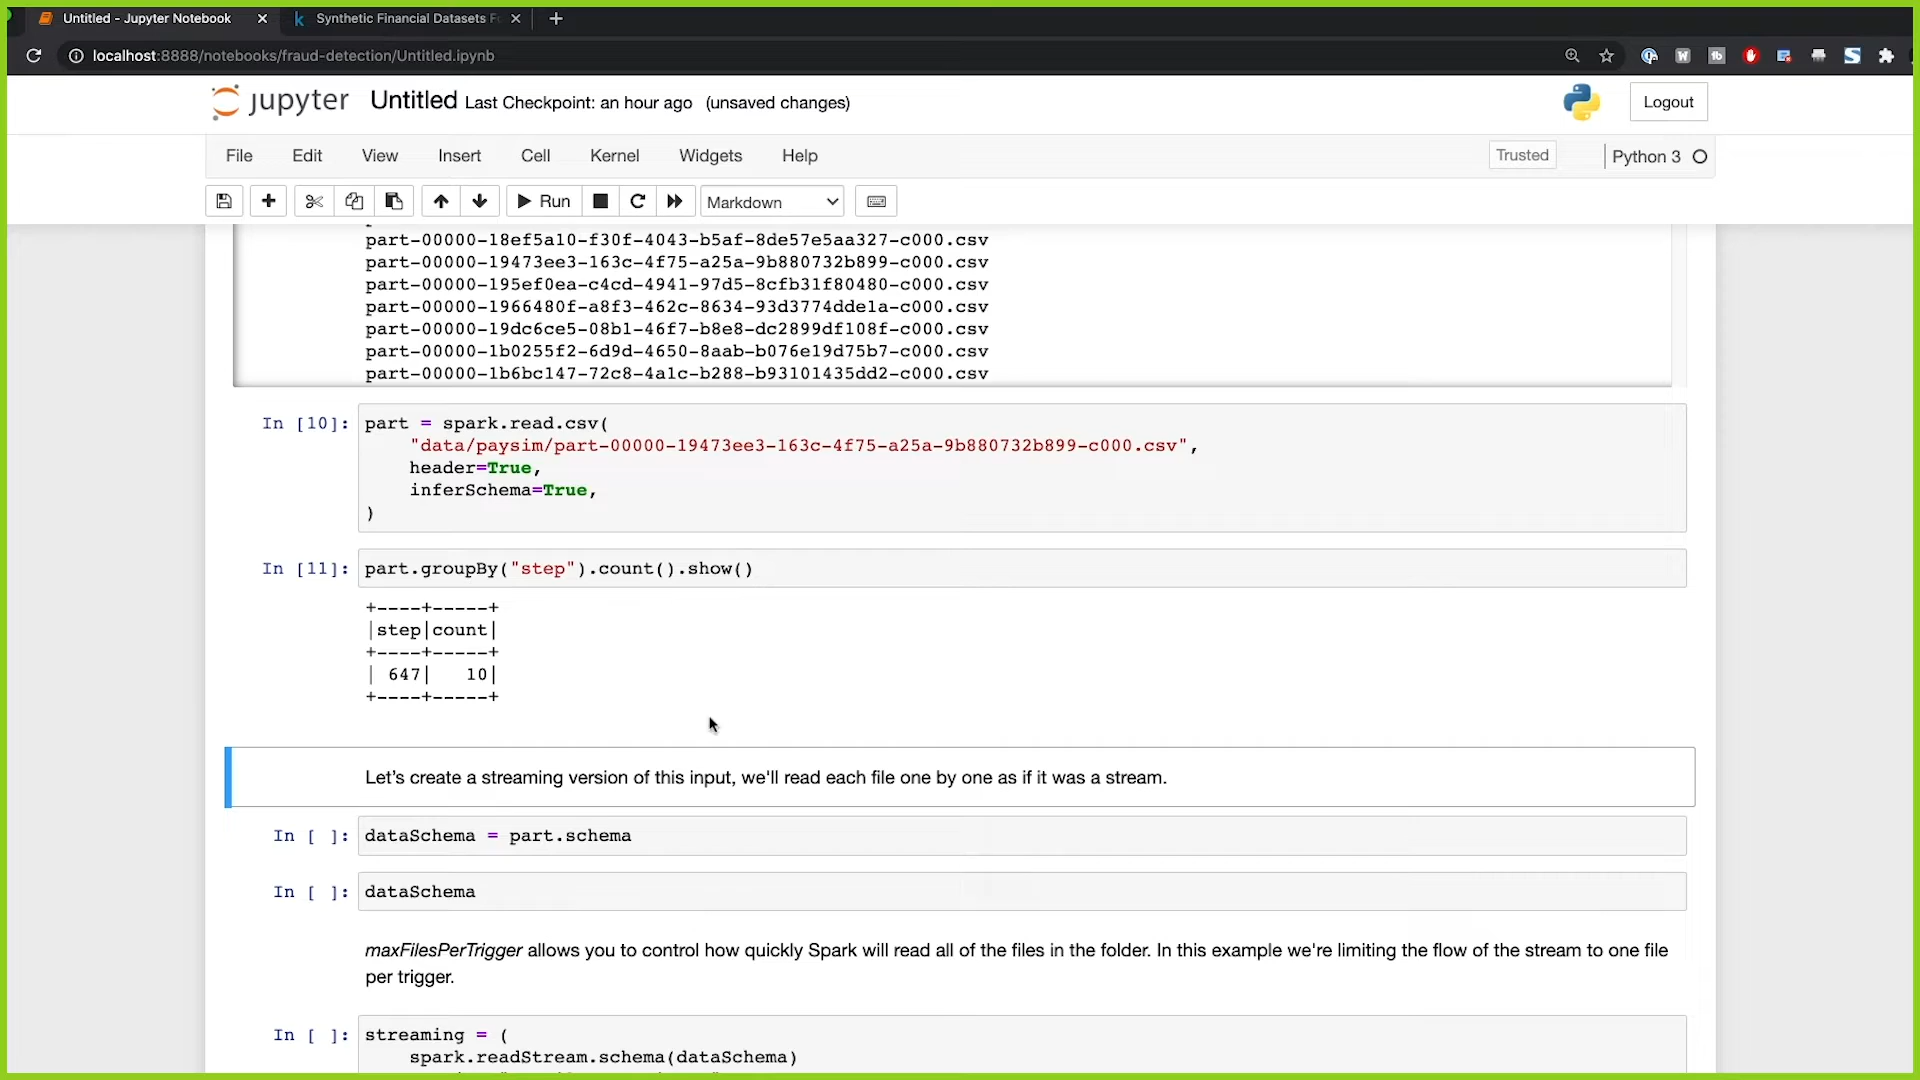 Untitled - Jupyter Notebook
Synthetic Financial Datasets F
localhost:8888/notebooks/fraud-detection/Untitled.ipynb
jupyter Untitled Last Checkpoint: an hour ago (unsaved changes)
Logout
File Edit View Insert Cell Kernel Widgets Help
Trusted
Python 3
Run
Markdown
part-00000-18ef5a10-f30f-4043-b5af-8de57e5aa327-c000.csv
part-00000-19473ee3-163c-4f75-a25a-9b880732b899-c000.csv
part-00000-195ef0ea-c4cd-4941-97d5-8cfb31f80480-c000.csv
part-00000-1966480f-a8f3-462c-8634-93d3774dde1a-c000.csv
part-00000-19dc6ce5-08b1-46f7-b8e8-dc2899df108f-c000.csv
part-00000-1b0255f2-6d9d-4650-8aab-b076e19d75b7-c000.csv
part-00000-1b6bc147-72c8-4a1c-b288-b93101435dd2-c000.csv
In [10]: part = spark.read.csv(
"data/paysim/part-00000-19473ee3-163c-4f75-a25a-9b880732b899-c000.csv",
header=True,
inferSchema=True,
)
In [11]: part.groupBy("step").count().show()
+----+-----+
|step|count|
+----+-----+
| 647|   10|
+----+-----+
Let's create a streaming version of this input, we'll read each file one by one as if it was a stream.
In [ ]: dataSchema = part.schema
In [ ]: dataSchema
maxFilesPerTrigger allows you to control how quickly Spark will read all of the files in the folder. In this example we're limiting the flow of the stream to one file
per trigger.
In [ ]: streaming = (
spark.readStream.schema(dataSchema)